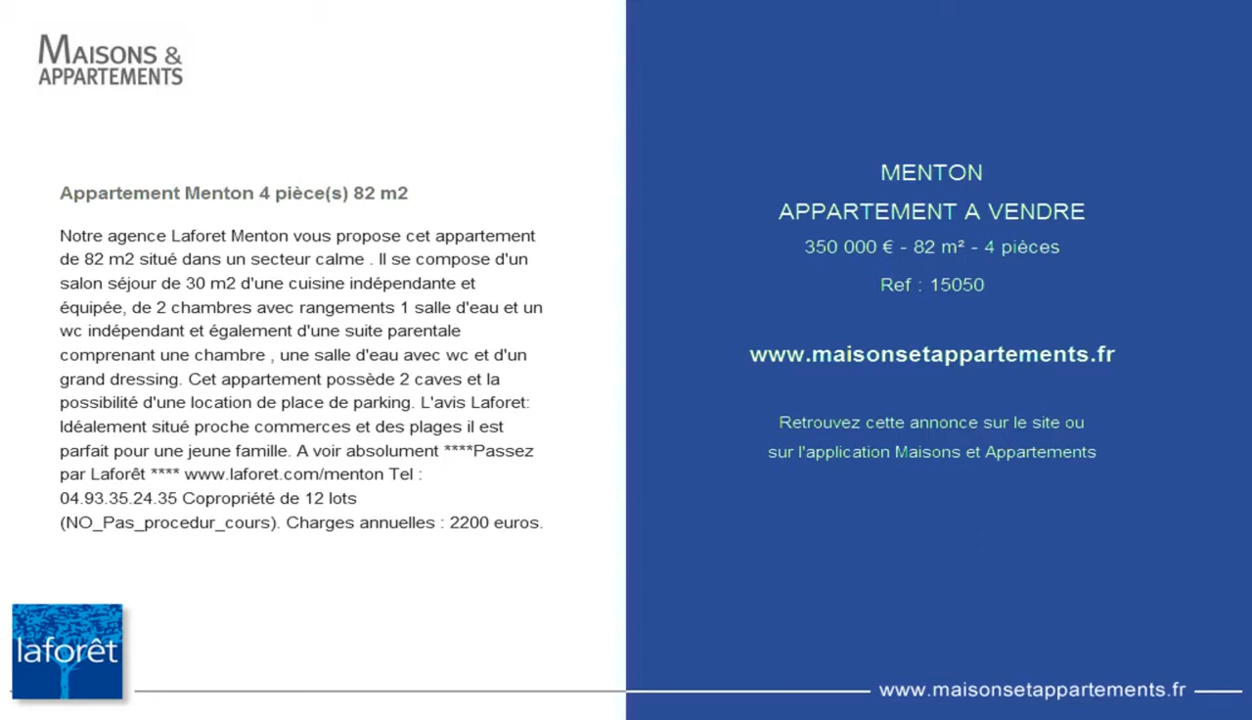 MAISONS &
APPARTEMENTS
Appartement Menton 4 pièce(s) 82 m2
Notre agence Laforet Menton vous propose cet appartement
de 82 m2 situé dans un secteur calme . Il se compose d'un
salon séjour de 30 m2 d'une cuisine indépendante et
équipée, de 2 chambres avec rangements 1 salle d'eau et un
wc indépendant et également d'une suite parentale
comprenant une chambre , une salle d'eau avec wc et d'un
grand dressing. Cet appartement possède 2 caves et la
possibilité d'une location de place de parking. L'avis Laforet:
Idéalement situé proche commerces et des plages il est
parfait pour une jeune famille. A voir absolument ****Passez
par Laforêt **** www.laforet.com/menton Tel :
04.93.35.24.35 Copropriété de 12 lots
(NO_Pas_procedur_cours). Charges annuelles : 2200 euros.
laforêt
MENTON
APPARTEMENT A VENDRE
350 000 € - 82 m² - 4 pièces
Ref : 15050
www.maisonsetappartements.fr
Retrouvez cette annonce sur le site ou
sur l'application Maisons et Appartements
www.maisonsetappartements.fr